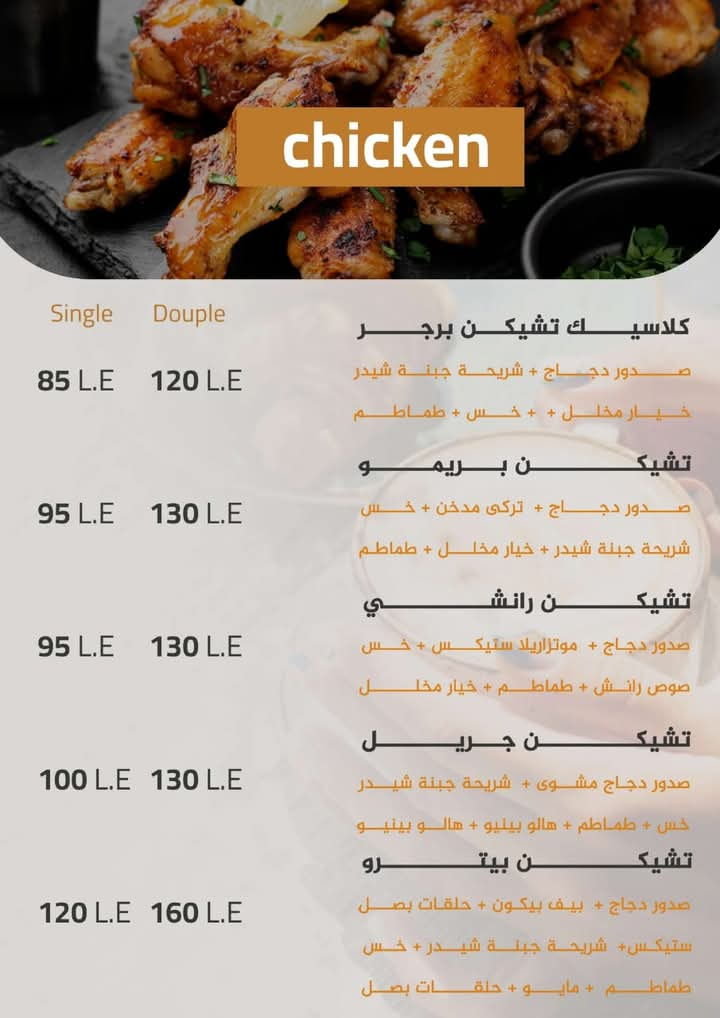 chicken
Single Douple
كلاسيك تشيكن برجر
85 L.E 120 L.E
صدور دجاج + شريحة جبنة شيدر
خيار مخلل + + خس + طماطم
تشيكن بريمو
95 L.E 130 L.E
صدور دجاج + تركى مدخن + خس
شريحة جبنة شيدر + خيار مخلل + طماطم
تشيكن رانشي
95 L.E 130 L.E
صدور دجاج + موتزاريلا ستيكس + خس
صوص رانش + طماطم + خيار مخلل
تشيكن جريل
100 L.E 130 L.E
صدور دجاج مشوى + شريحة جبنة شيدر
خس + طماطم + هالو بينيو + هالو بينيو
تشيكن بيترو
120 L.E 160 L.E
صدور دجاج + بيف بيكون + حلقات بصل
ستيكس+ شريحة جبنة شيدر + خس
طماطم + مايو + حلقات بصل